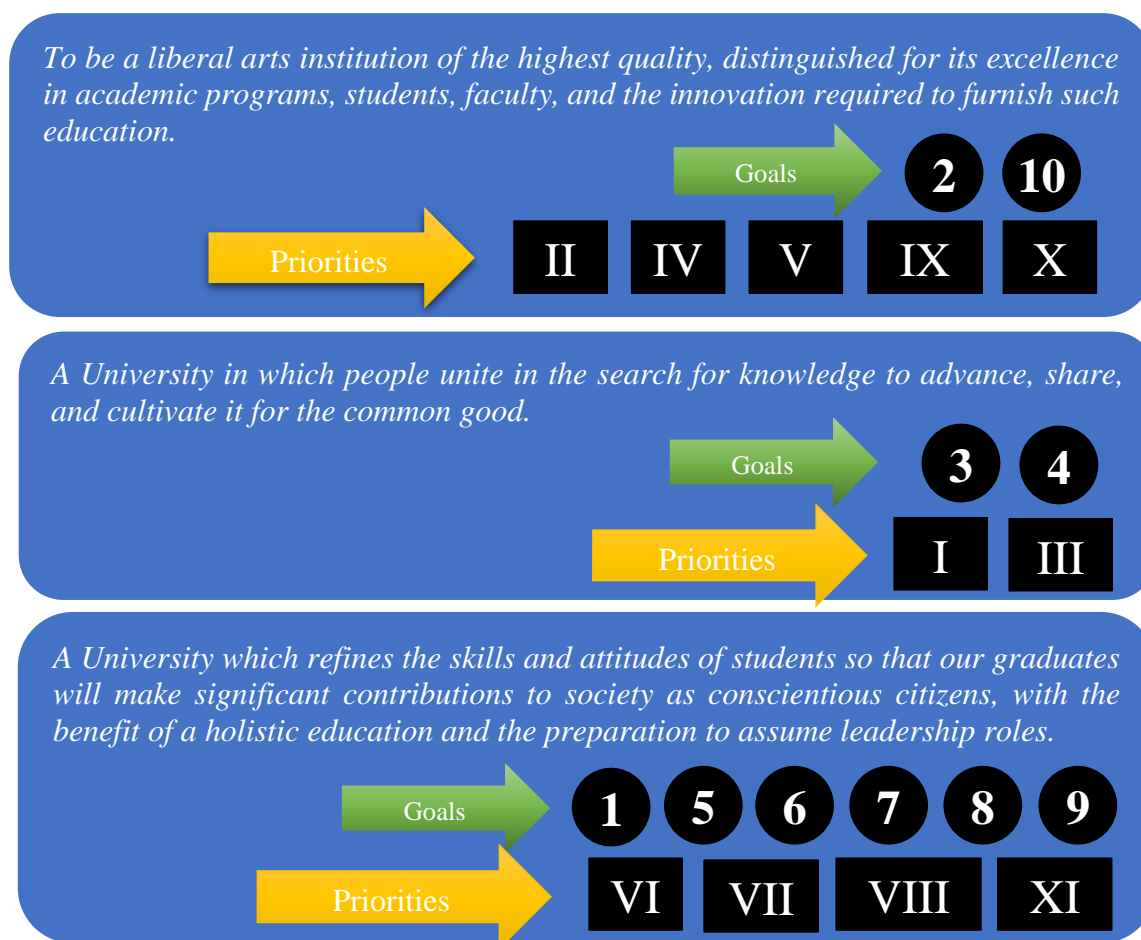 To be a liberal arts institution of the highest quality, distinguished for its excellence
in academic programs, students, faculty, and the innovation required to furnish such
education.
Goals 2 10
Priorities II IV V IX X
A University in which people unite in the search for knowledge to advance, share,
and cultivate it for the common good.
Goals 3 4
Priorities I III
A University which refines the skills and attitudes of students so that our graduates
will make significant contributions to society as conscientious citizens, with the
benefit of a holistic education and the preparation to assume leadership roles.
Goals 1 5 6 7 8 9
Priorities VI VII VIII XI